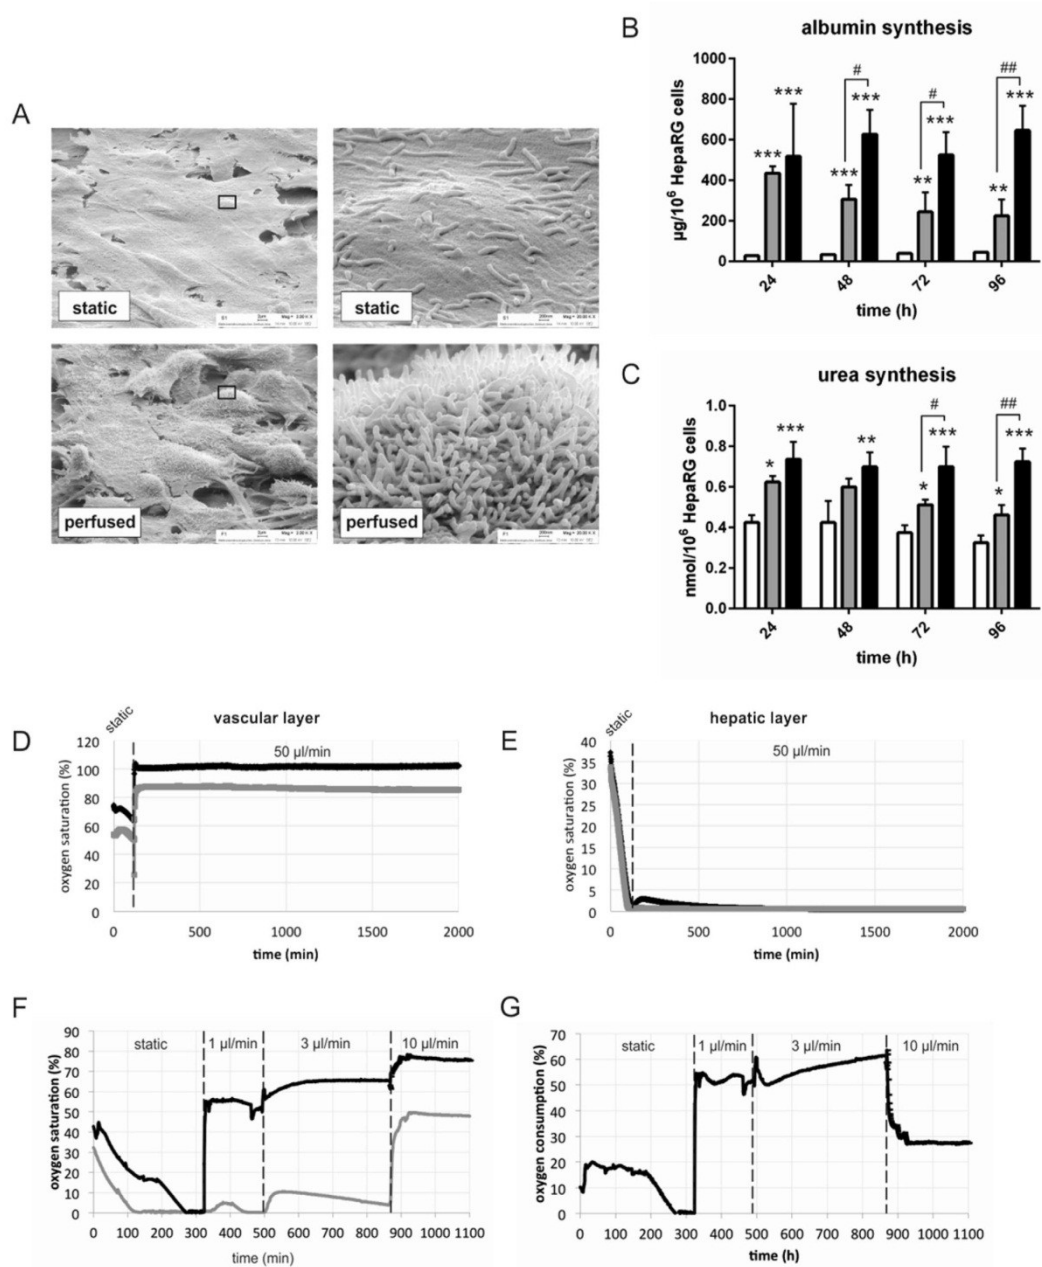 A
static
static
perfused
perfused
B
albumin synthesis
µg/10⁶ HepaRG cells
1000
800
600
400
200
0
***
***
***
***
#
**
***
#
**
***
##
24
48
72
96
time (h)
C
urea synthesis
nmol/10⁶ HepaRG cells
1.0
0.8
0.6
0.4
0.2
0.0
*
***
**
*
***
#
*
***
##
24
48
72
96
time (h)
D
static
vascular layer
50 µl/min
oxygen saturation (%)
120
100
80
60
40
20
0
0 500 1000 1500 2000
time (min)
E
static
hepatic layer
50 µl/min
oxygen saturation (%)
40
35
30
25
20
15
10
5
0
0 500 1000 1500 2000
time (min)
F
static 1 µl/min 3 µl/min 10 µl/min
oxygen saturation (%)
90
80
70
60
50
40
30
20
10
0
0 100 200 300 400 500 600 700 800 900 1000 1100
time (min)
G
static 1 µl/min 3 µl/min 10 µl/min
oxygen consumption (%)
70
60
50
40
30
20
10
0
0 100 200 300 400 500 600 700 800 900 1000 1100
time (h)